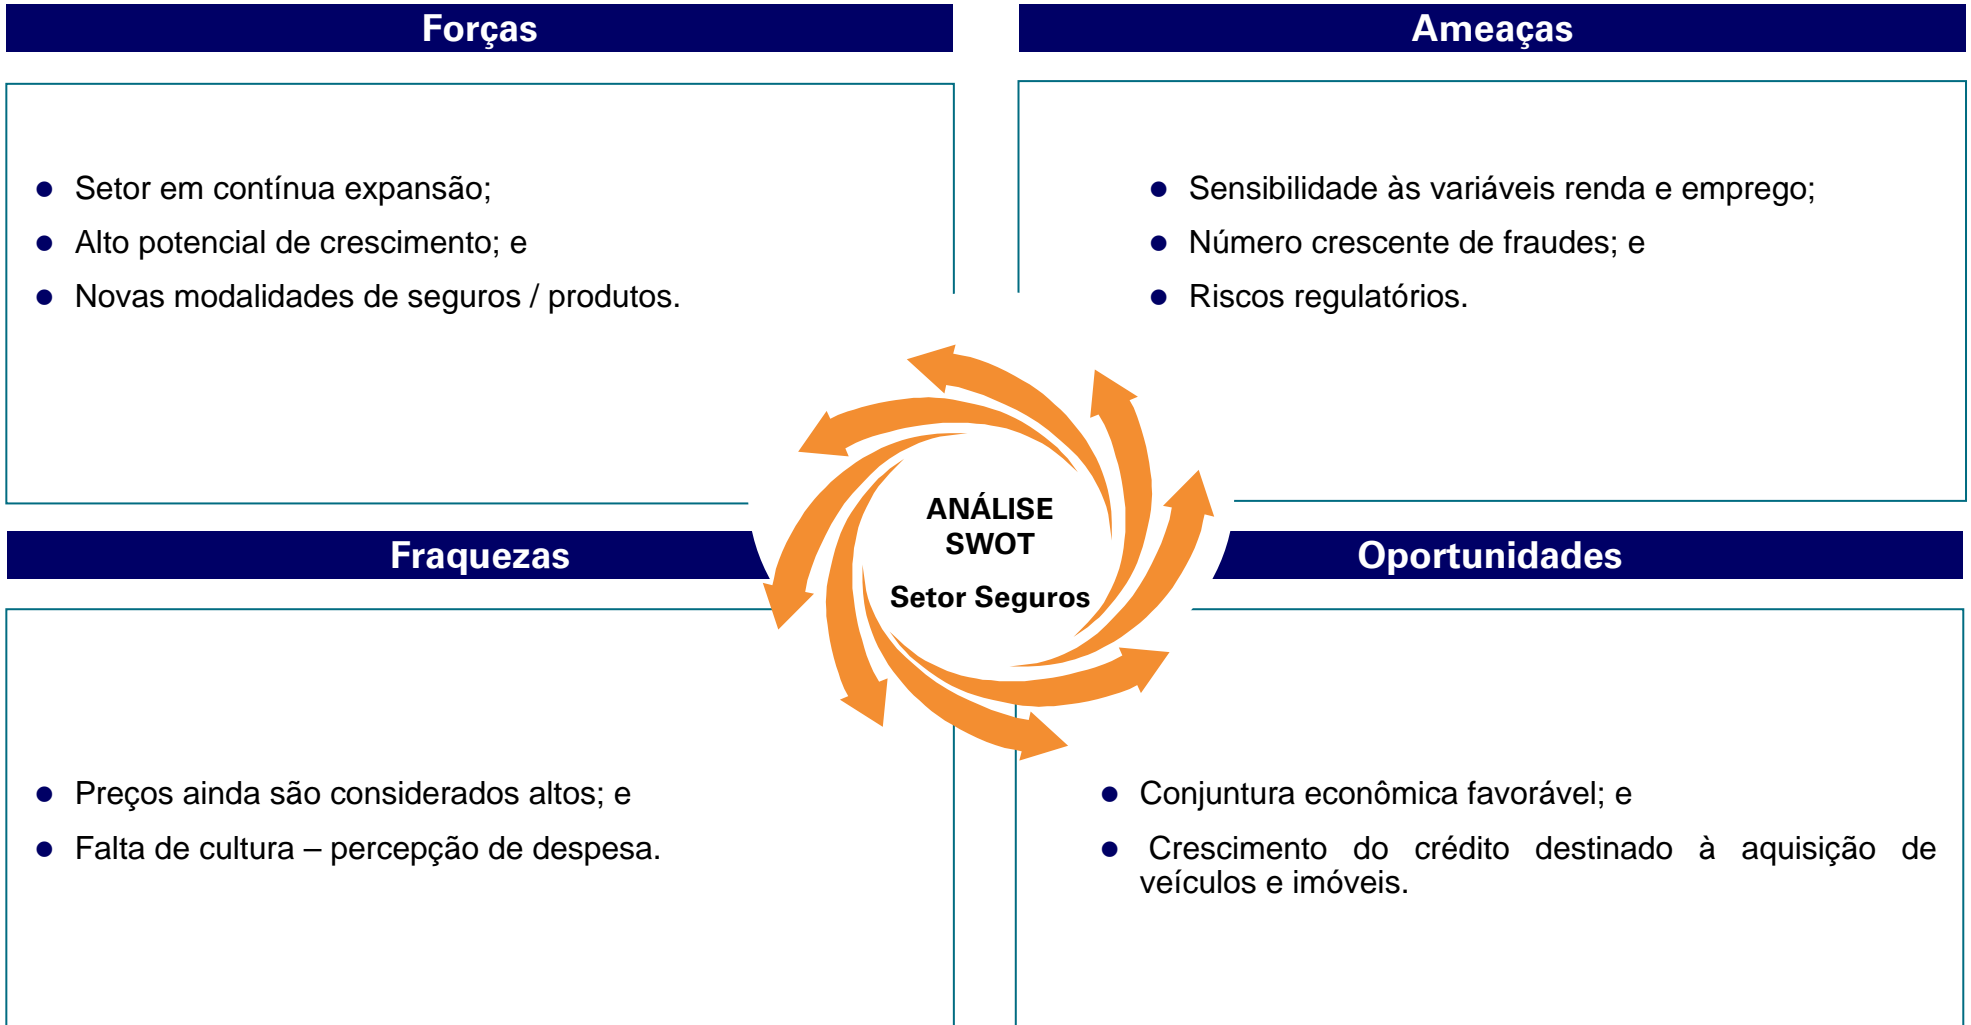 Forças
Setor em contínua expansão;
Alto potencial de crescimento; e
Novas modalidades de seguros / produtos.
Ameaças
Sensibilidade às variáveis renda e emprego;
Número crescente de fraudes; e
Riscos regulatórios.
ANÁLISE
SWOT
Setor Seguros
Fraquezas
Preços ainda são considerados altos; e
Falta de cultura – percepção de despesa.
Oportunidades
Conjuntura econômica favorável; e
Crescimento do crédito destinado à aquisição de
veículos e imóveis.